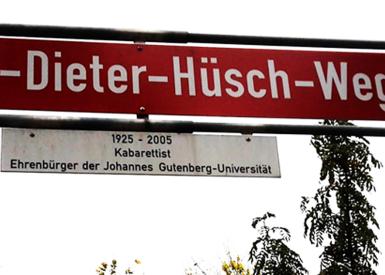 -Dieter-Hüsch-Weg
1925 - 2005
Kabarettist
Ehrenbürger der Johannes Gutenberg-Universität